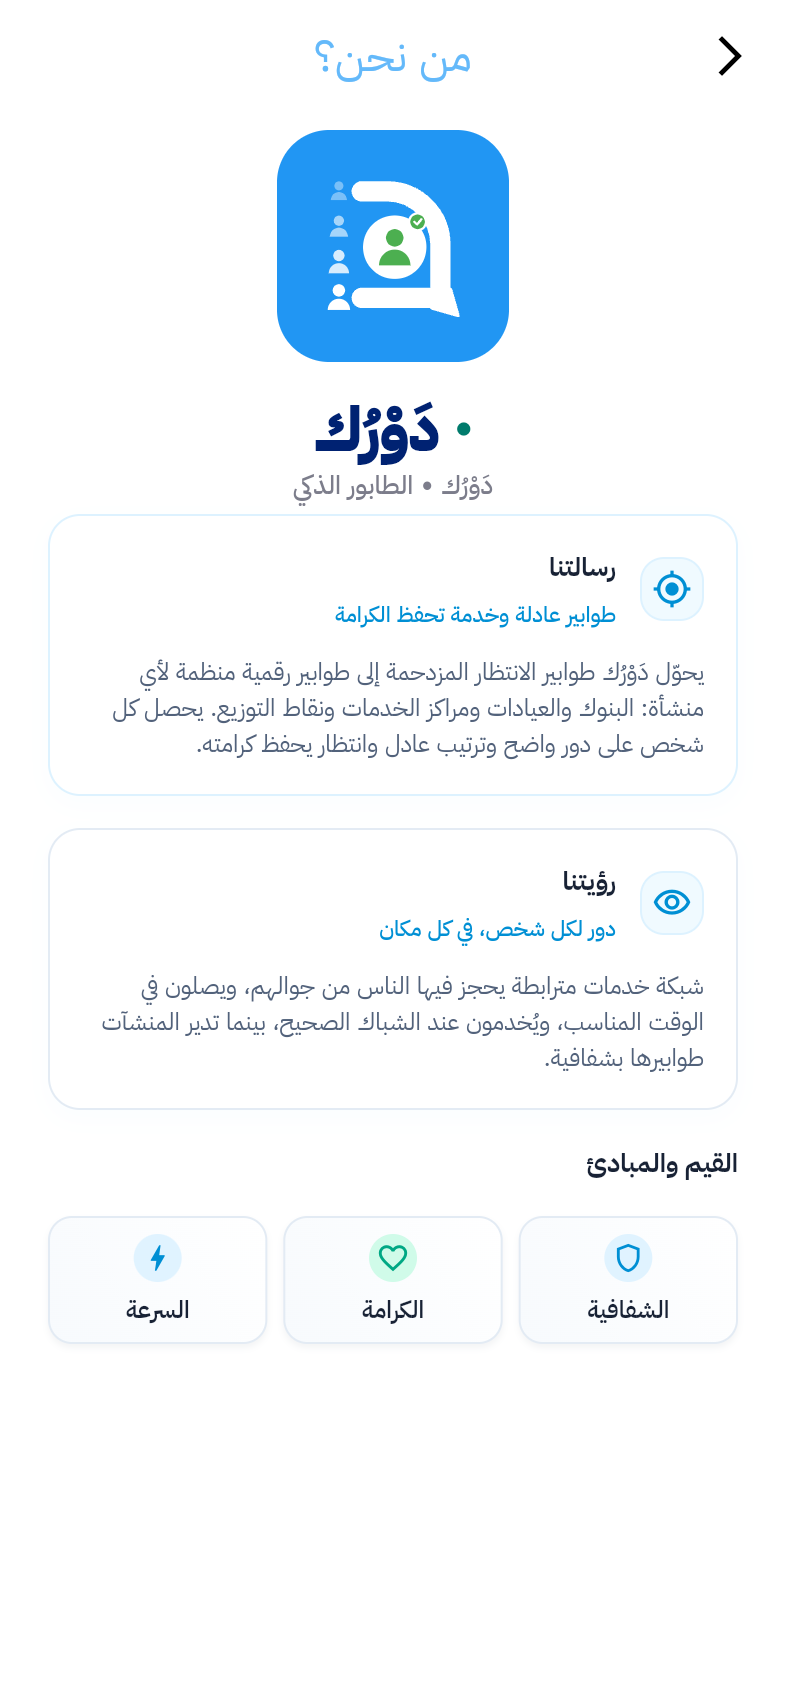 من نحن؟
• دَوْرُك
دَوْرُك • الطابور الذكي
رسالتنا
طوابير عادلة وخدمة تحفظ الكرامة
يحوّل دَوْرُك طوابير الانتظار المزدحمة إلى طوابير رقمية منظمة لأي
منشأة: البنوك والعيادات ومراكز الخدمات ونقاط التوزيع. يحصل كل
شخص على دور واضح وترتيب عادل وانتظار يحفظ كرامته.
رؤيتنا
دور لكل شخص، في كل مكان
شبكة خدمات مترابطة يحجز فيها الناس من جوالهم، ويصلون في
الوقت المناسب، ويُخدمون عند الشباك الصحيح، بينما تدير المنشآت
طوابيرها بشفافية.
القيم والمبادئ
الشفافية
الكرامة
السرعة